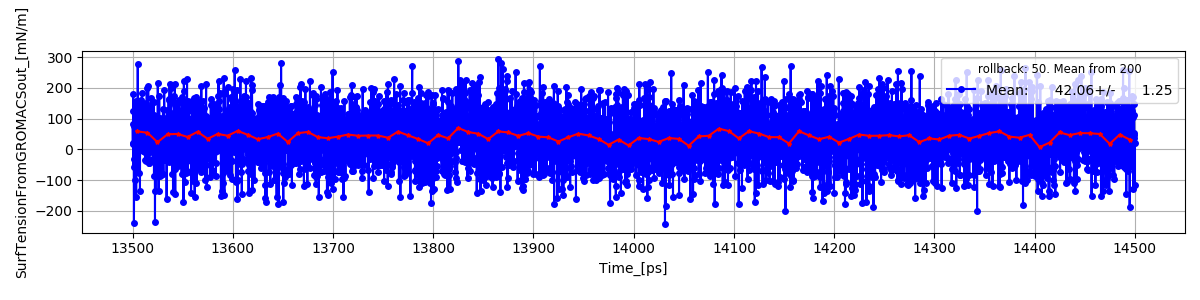 SurfTensionFromGROMACSout_[mN/m]
300
200
100
0
−100
−200
rollback: 50. Mean from 200
Mean: 42.06+/- 1.25
13500 13600 13700 13800 13900 14000 14100 14200 14300 14400 14500
Time_[ps]